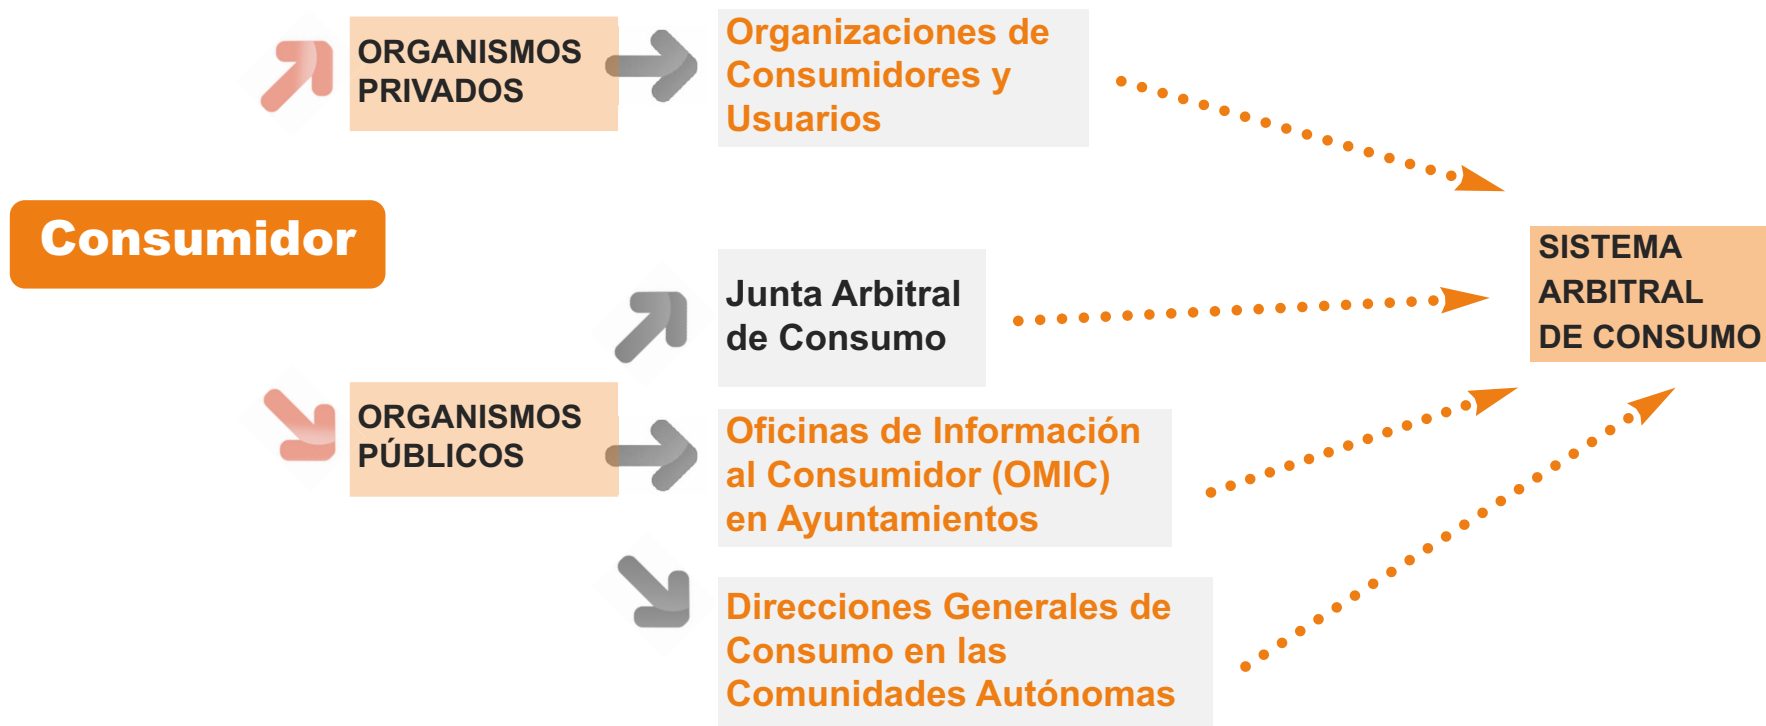 ORGANISMOS
PRIVADOS
Organizaciones de
Consumidores y
Usuarios
Consumidor
Junta Arbitral
de Consumo
SISTEMA
ARBITRAL
DE CONSUMO
ORGANISMOS
PÚBLICOS
Oficinas de Información
al Consumidor (OMIC)
en Ayuntamientos
Direcciones Generales de
Consumo en las
Comunidades Autónomas